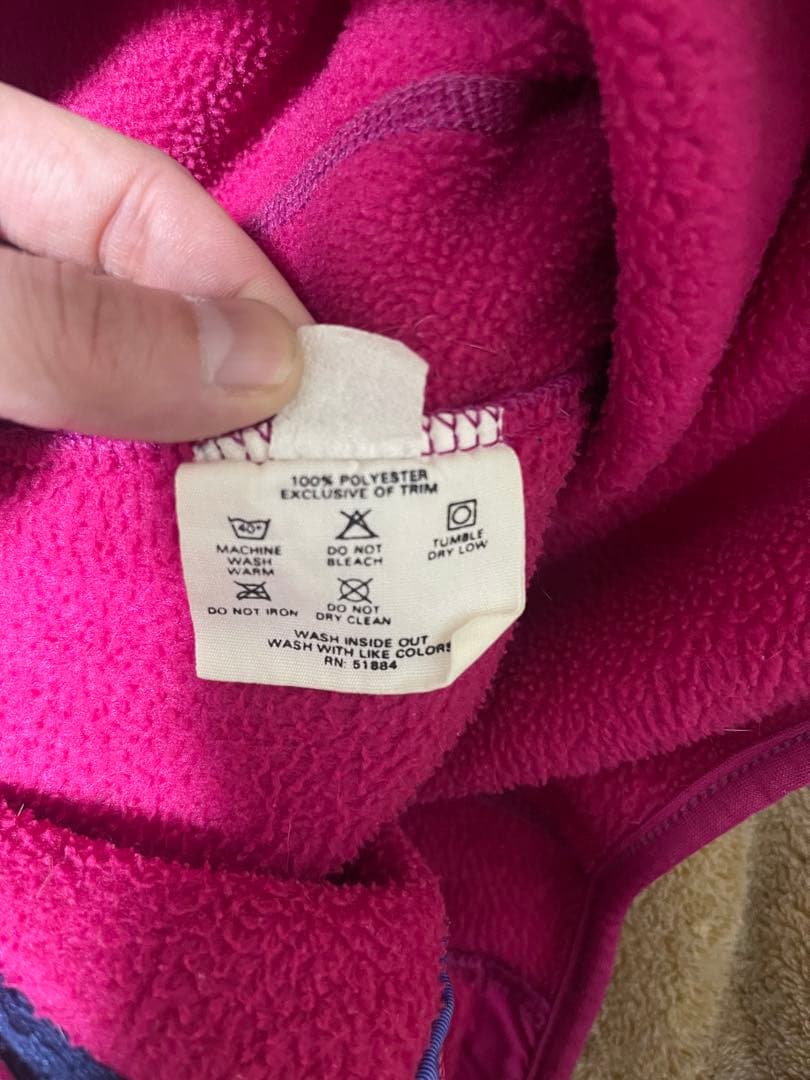 100% POLYESTER
EXCLUSIVE OF TRIM
40°
MACHINE
WASH
WARM
DO NOT
BLEACH
TUMBLE
DRY LOW
DO NOT IRON
DO NOT
DRY CLEAN
WASH INSIDE OUT
WASH WITH LIKE COLORS
RN: 51884